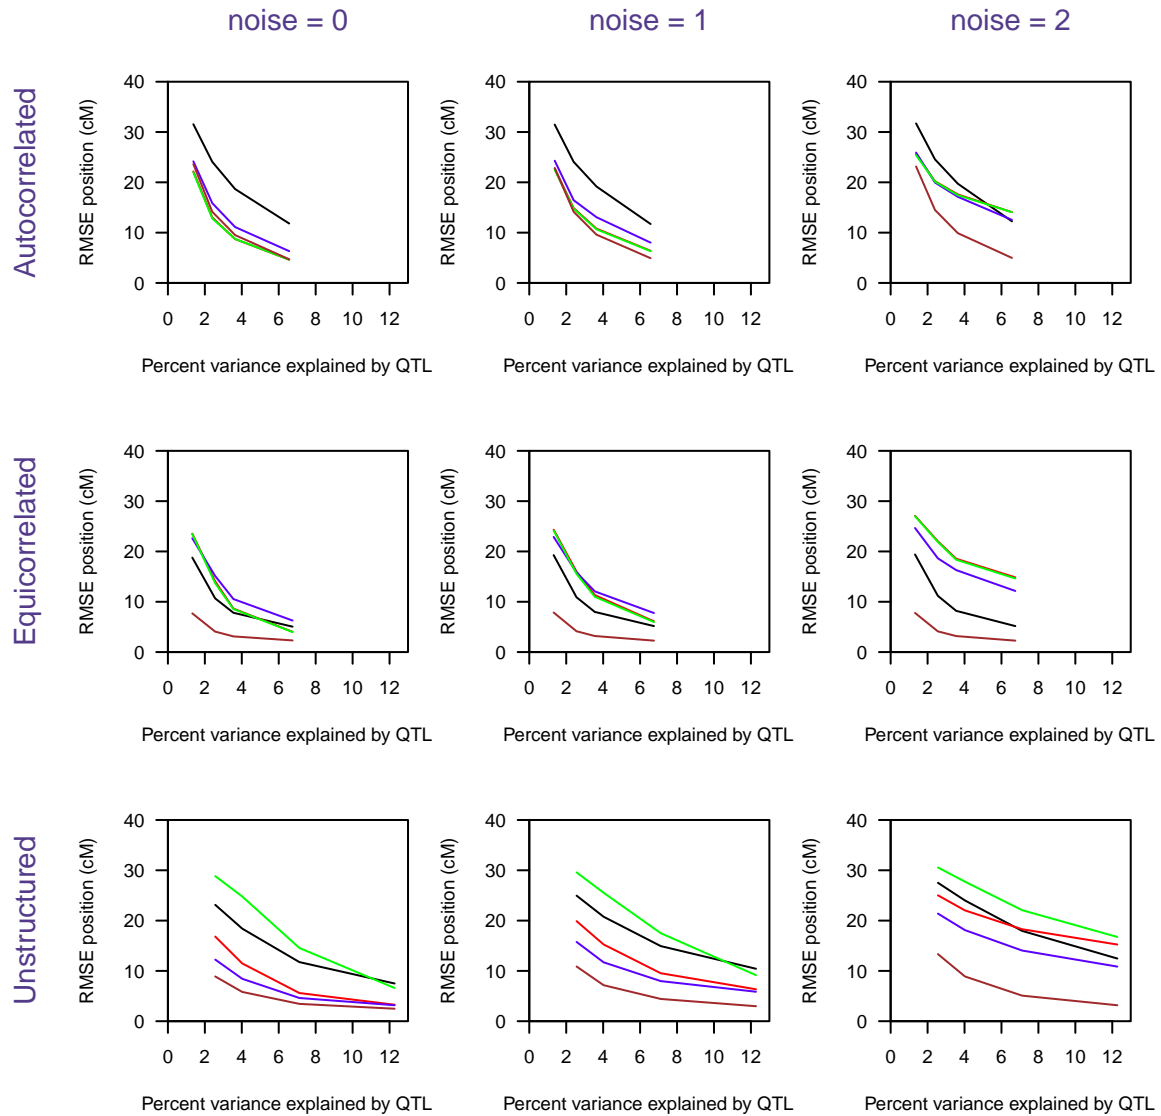 noise = 0
noise = 1
noise = 2
Autocorrelated
RMSE position (cM)
40
30
20
10
0
0 2 4 6 8 10 12
Percent variance explained by QTL
RMSE position (cM)
40
30
20
10
0
0 2 4 6 8 10 12
Percent variance explained by QTL
RMSE position (cM)
40
30
20
10
0
0 2 4 6 8 10 12
Percent variance explained by QTL
Equicorrelated
RMSE position (cM)
40
30
20
10
0
0 2 4 6 8 10 12
Percent variance explained by QTL
RMSE position (cM)
40
30
20
10
0
0 2 4 6 8 10 12
Percent variance explained by QTL
RMSE position (cM)
40
30
20
10
0
0 2 4 6 8 10 12
Percent variance explained by QTL
Unstructured
RMSE position (cM)
40
30
20
10
0
0 2 4 6 8 10 12
Percent variance explained by QTL
RMSE position (cM)
40
30
20
10
0
0 2 4 6 8 10 12
Percent variance explained by QTL
RMSE position (cM)
40
30
20
10
0
0 2 4 6 8 10 12
Percent variance explained by QTL